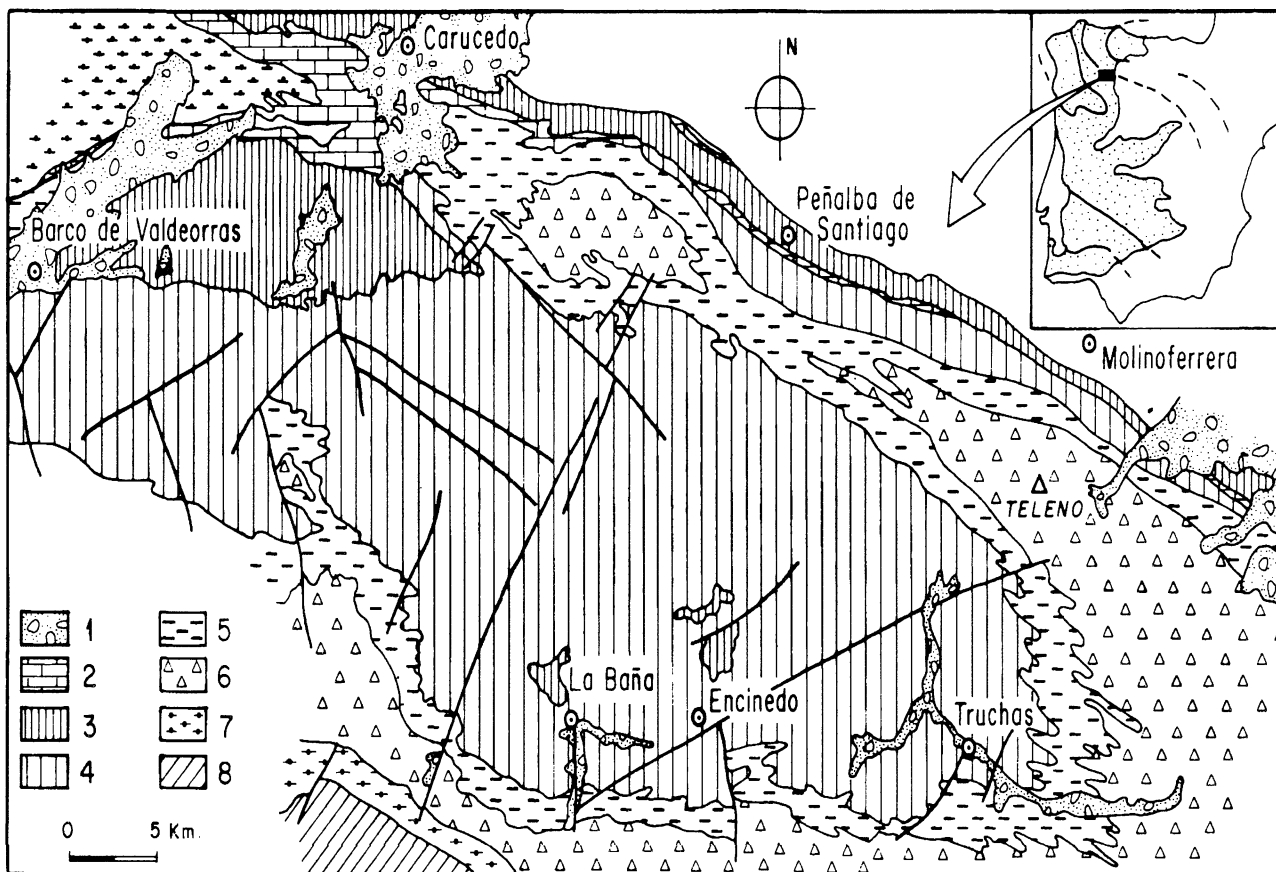 Carucedo
N
Barco de Valdeorras
Peñalba de
Santiago
Molinoferrera
TELENO
La Baña
Encinedo
Truchas
1
2
3
4
5
6
7
8
0 5 Km.